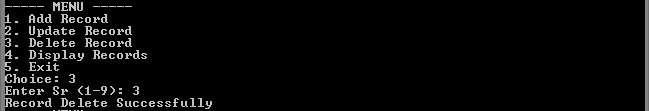 ----- MENU -----
1. Add Record
2. Update Record
3. Delete Record
4. Display Records
5. Exit
Choice: 3
Enter Sr (1-9): 3
Record Delete Successfully